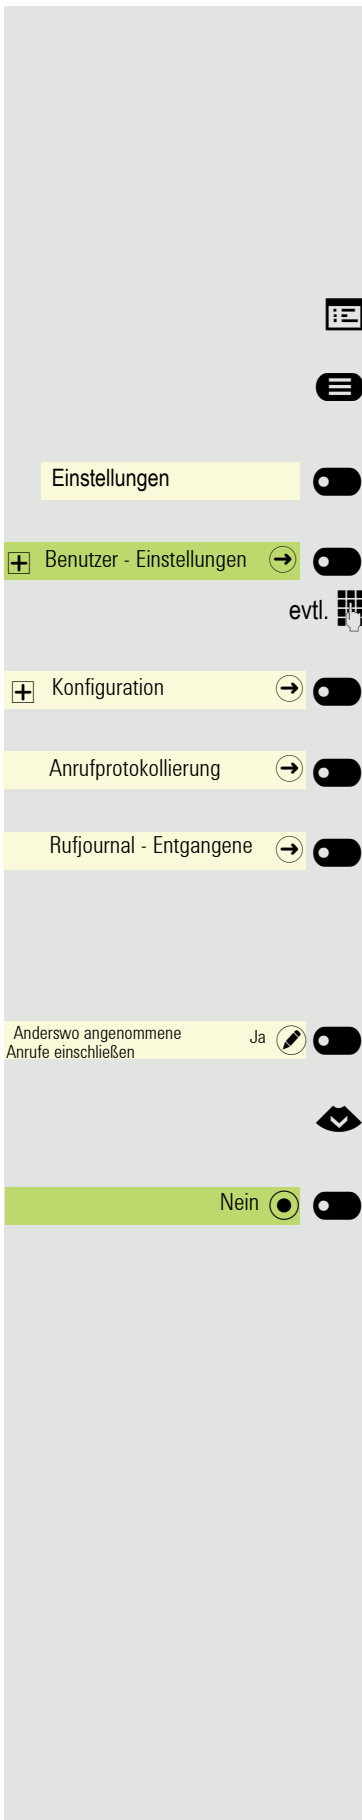 Einstellungen
Benutzer - Einstellungen
evtl.
Konfiguration
Anrufprotokollierung
Rufjournal - Entgangene
Anderswo angenommene Ja
Anrufe einschließen
Nein